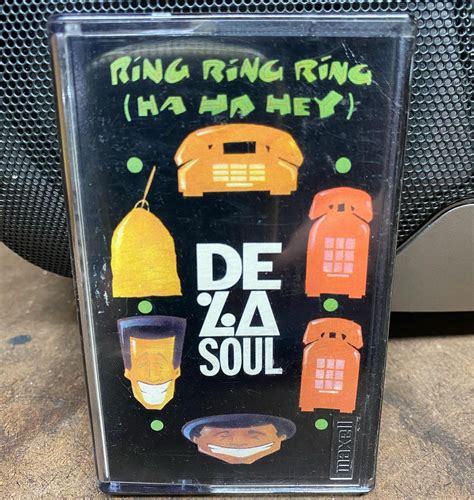 RiNG RiNG RiNG
(HA HA HEY)
DE
LA
SOUL
maxell